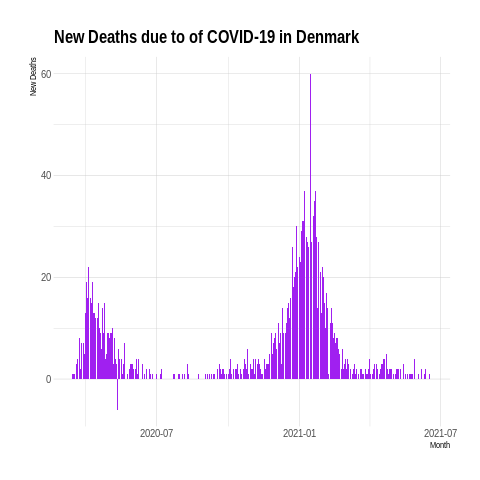 New Deaths due to of COVID-19 in Denmark
New Deaths
60
40
20
0
2020-07
2021-01
2021-07
Month